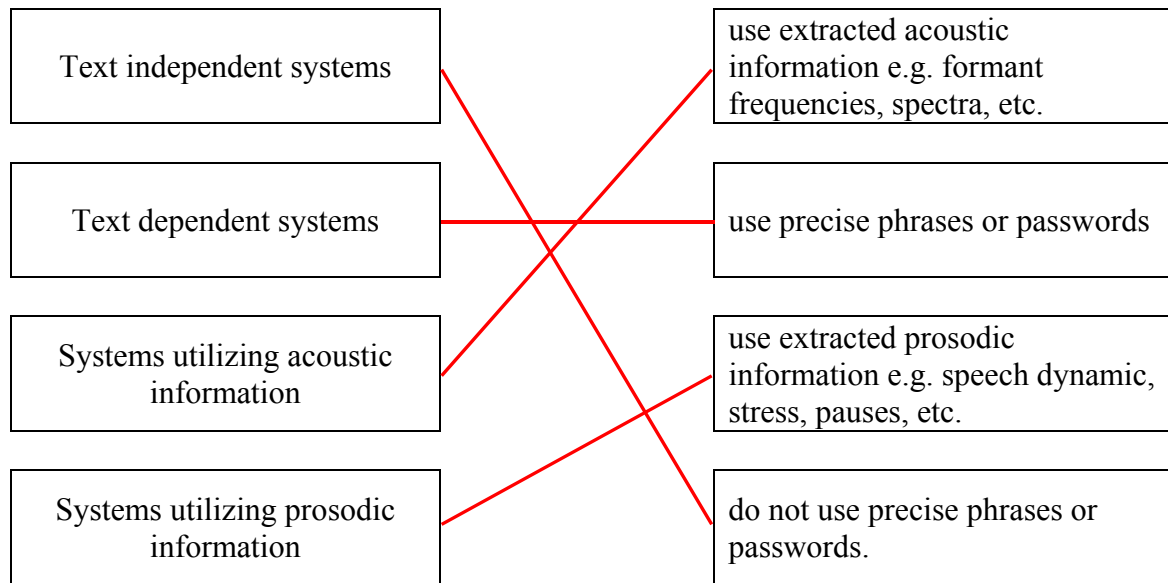 Text independent systems
use extracted acoustic
information e.g. formant
frequencies, spectra, etc.
Text dependent systems
use precise phrases or passwords
Systems utilizing acoustic
information
use extracted prosodic
information e.g. speech dynamic,
stress, pauses, etc.
Systems utilizing prosodic
information
do not use precise phrases or
passwords.